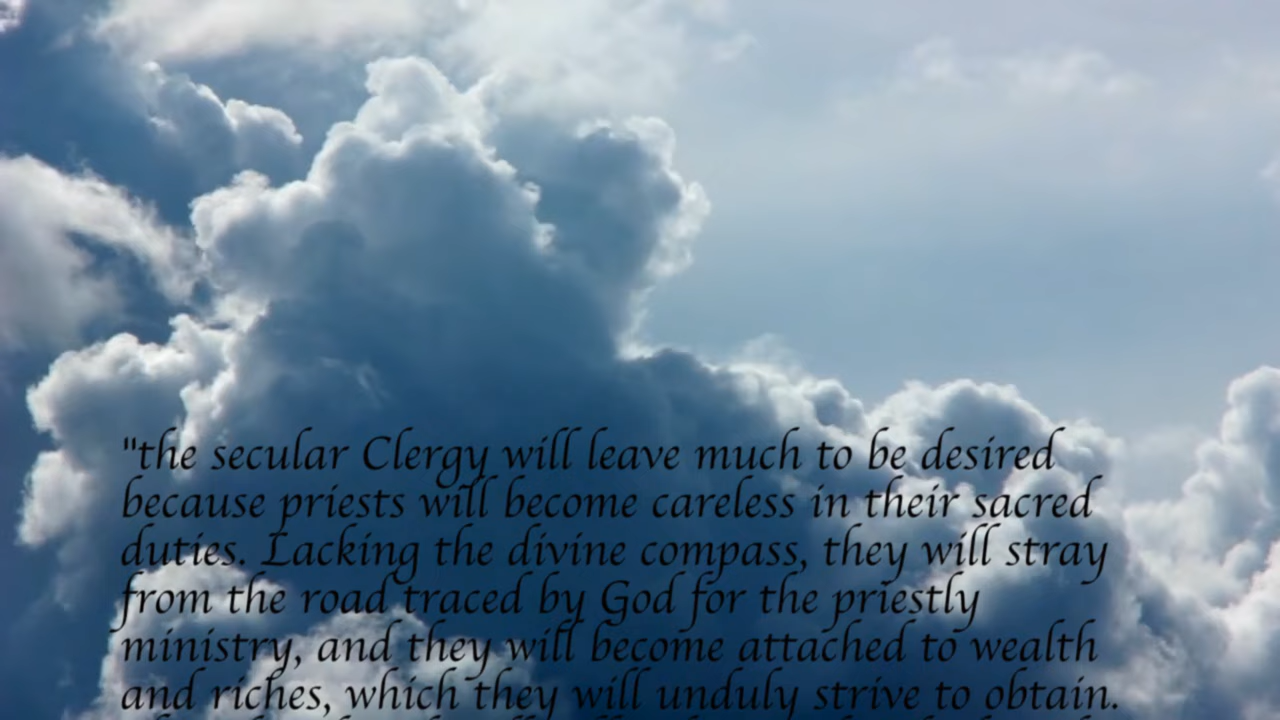 "the secular Clergy will leave much to be desired
because priests will become careless in their sacred
duties. Lacking the divine compass, they will stray
from the road traced by God for the priestly
ministry, and they will become attached to wealth
and riches, which they will unduly strive to obtain.